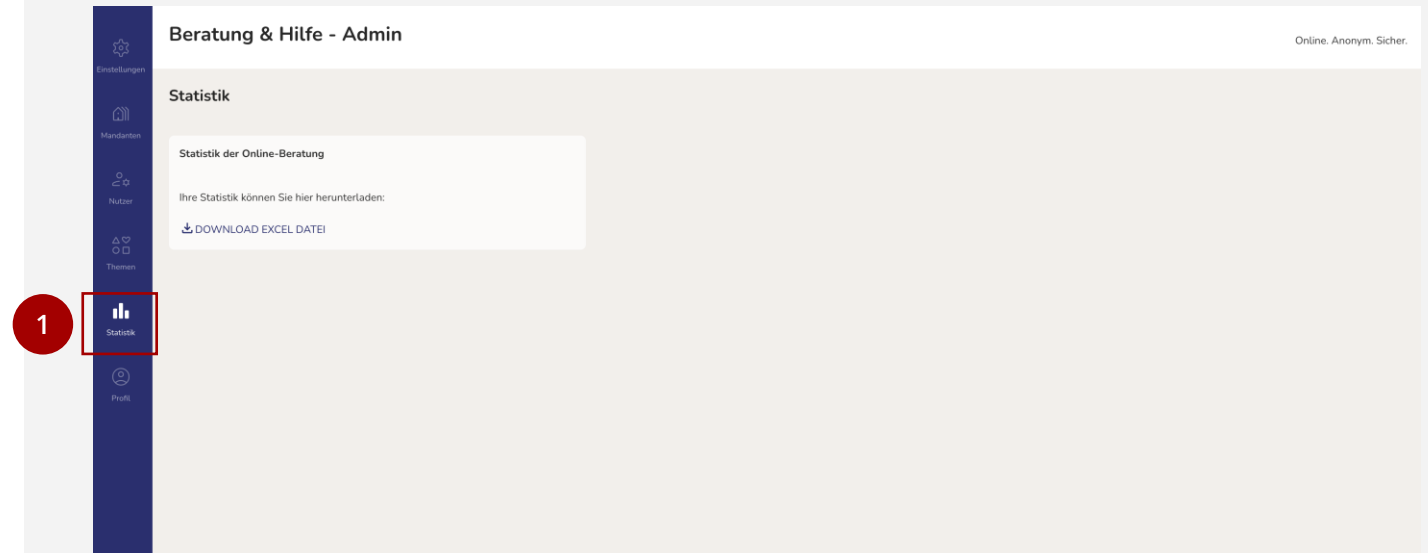 Beratung & Hilfe - Admin
Online. Anonym. Sicher.
Einstellungen
Mandanten
Nutzer
Themen
1
Statistik
Profil
Statistik
Statistik der Online-Beratung
Ihre Statistik können Sie hier herunterladen:
DOWNLOAD EXCEL DATEI